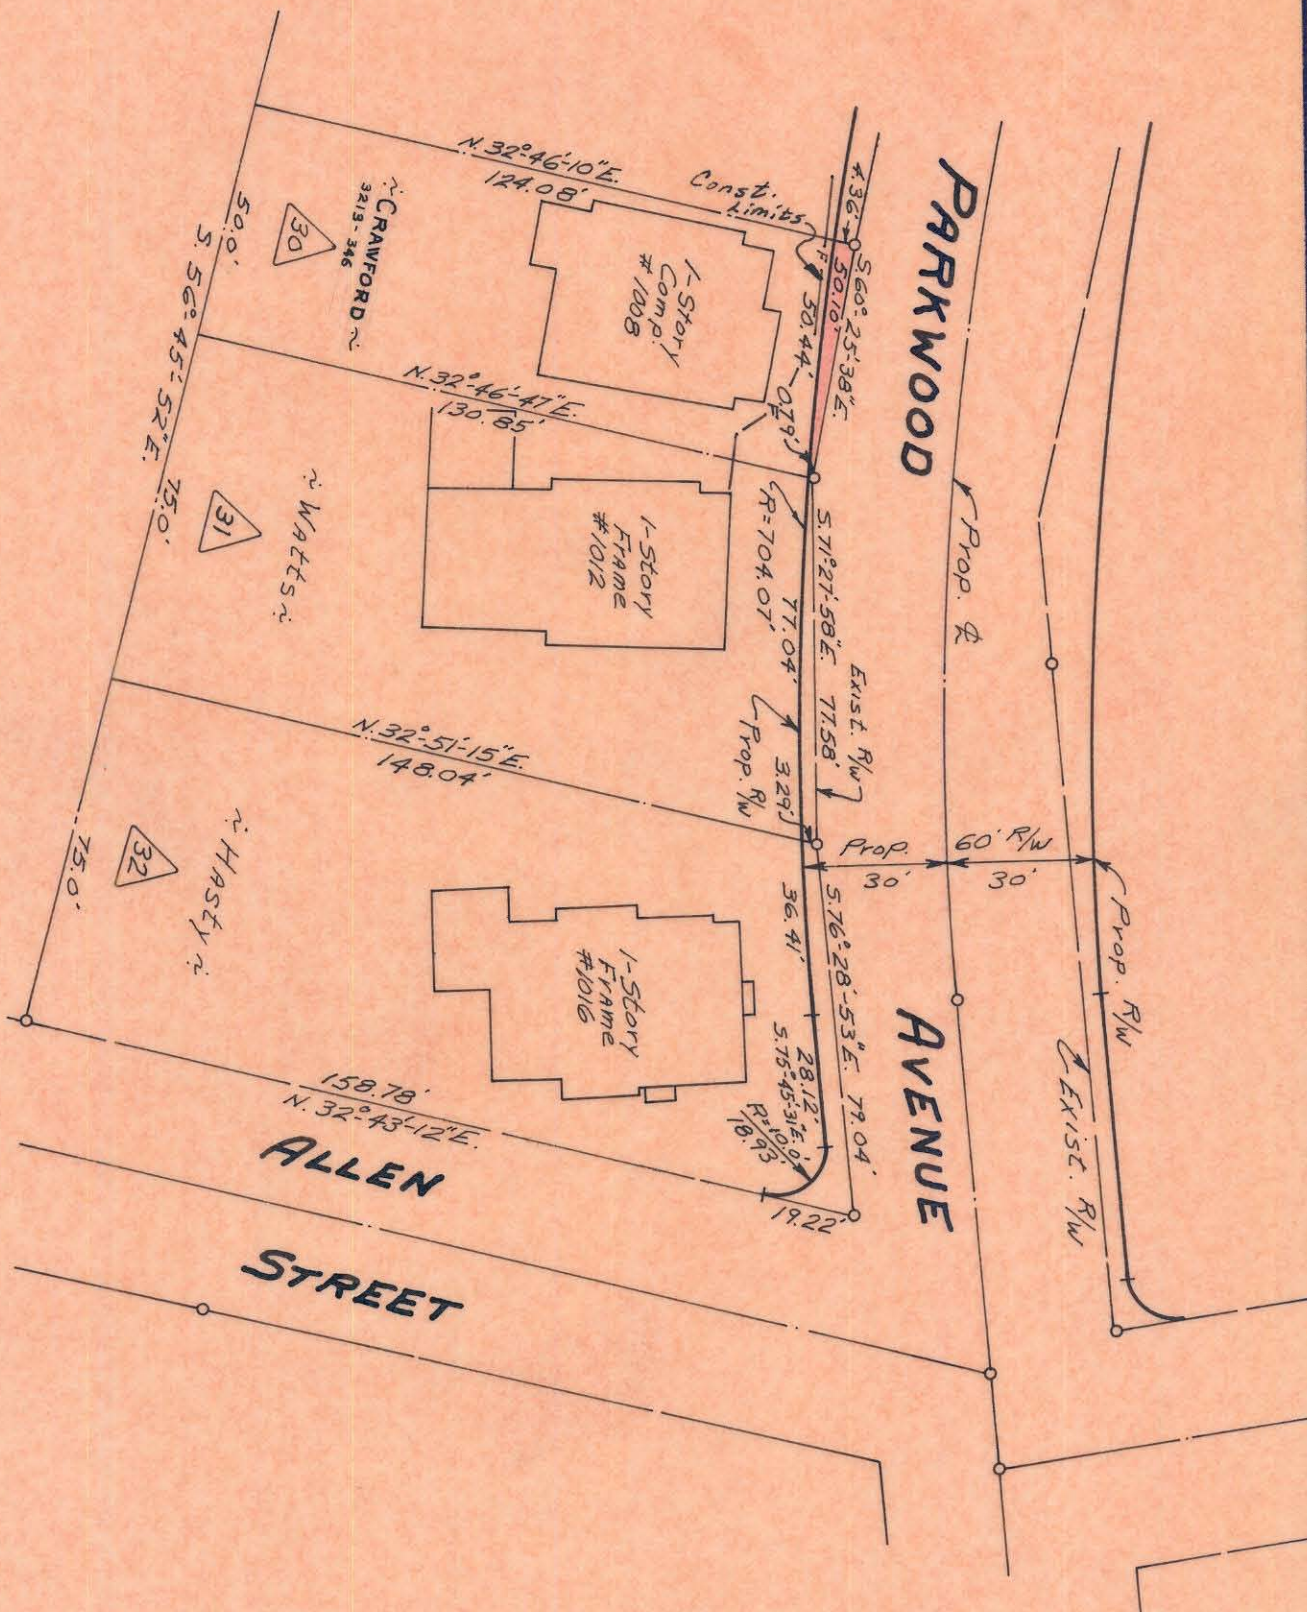 PARKWOOD AVENUE
ALLEN STREET
Prop. ℄
Prop. R/W
Exist. R/W
60' R/W
Prop.
30'
30'
Exist. R/W
Prop. R/W
4.36'
S.60°-25'-38"E.
50.10'
Const.
Limits
F
50.44'
0.79'
F
R=704.07'
77.04'
S.71°-27'-58"E. 77.58'
3.29'
36.41'
S.76°-28'-53"E. 79.04'
28.12'
S.75°-45'-31"E.
R=10.0'
18.93'
19.22'
N.32°-46'-10"E.
124.08'
1-Story
Comp.
#1008
~CRAWFORD~
3213-346
30
50.0'
N.32°-46'-47"E.
130.85'
1-Story
Frame
#1012
~Watts~
31
S.56°-45'-52"E.
75.0'
N.32°-51'-15"E.
148.04'
1-Story
Frame
#1016
~Hasty~
32
75.0'
158.78'
N.32°-43'-12"E.